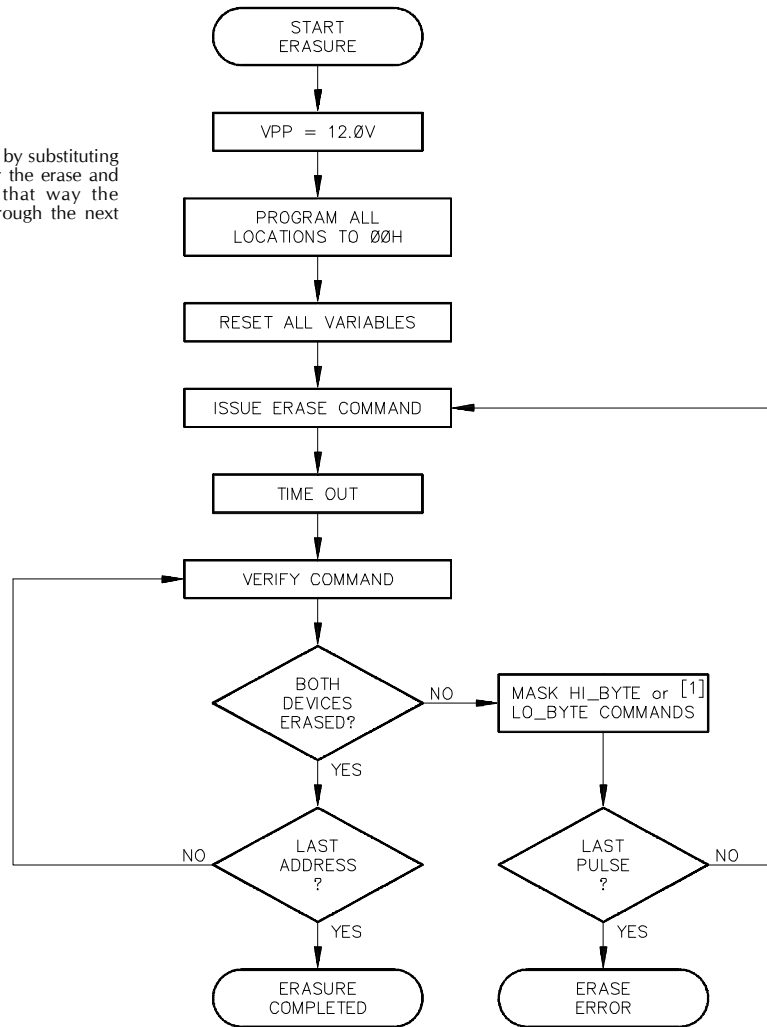 START
ERASURE
VPP = 12.0V
by substituting
the erase and
that way the
rough the next
PROGRAM ALL
LOCATIONS TO 00H
RESET ALL VARIABLES
ISSUE ERASE COMMAND
TIME OUT
VERIFY COMMAND
BOTH
DEVICES
ERASED?
NO
MASK HI_BYTE or [1]
LO_BYTE COMMANDS
YES
NO
LAST
ADDRESS
?
LAST
PULSE
?
NO
YES
YES
ERASURE
COMPLETED
ERASE
ERROR